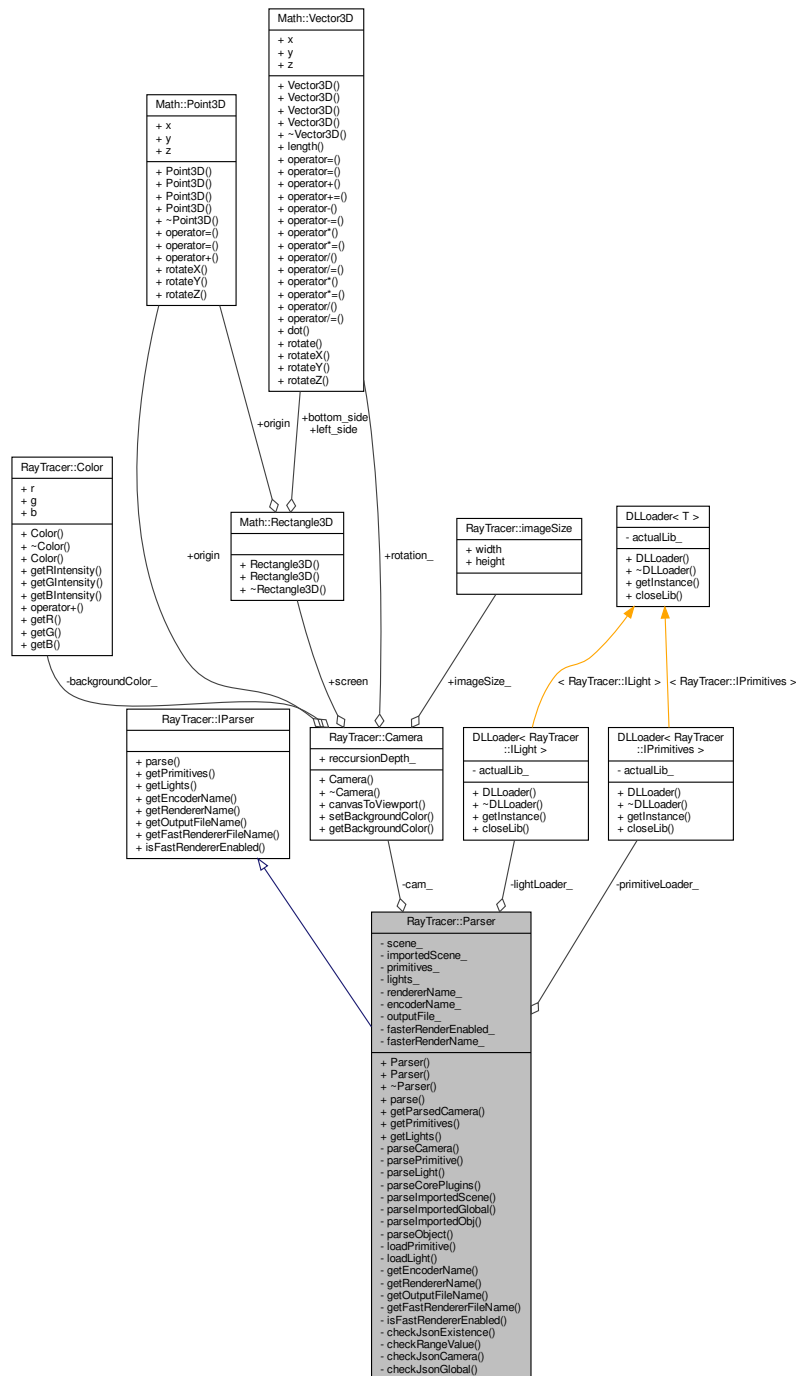 Math::Vector3D
+ x
+ y
+ z
+ Vector3D()
+ Vector3D()
+ Vector3D()
+ Vector3D()
+ ~Vector3D()
+ length()
+ operator=()
+ operator=()
+ operator+()
+ operator+=()
+ operator-()
+ operator-=()
+ operator*()
+ operator*=()
+ operator/()
+ operator/=()
+ operator*()
+ operator*=()
+ operator/()
+ operator/=()
+ dot()
+ rotate()
+ rotateX()
+ rotateY()
+ rotateZ()
Math::Point3D
+ x
+ y
+ z
+ Point3D()
+ Point3D()
+ Point3D()
+ Point3D()
+ ~Point3D()
+ operator=()
+ operator=()
+ operator+()
+ rotateX()
+ rotateY()
+ rotateZ()
+origin
+bottom_side
+left_side
RayTracer::Color
+ r
+ g
+ b
+ Color()
+ ~Color()
+ Color()
+ getRIntensity()
+ getGIntensity()
+ getBIntensity()
+ operator+()
+ getR()
+ getG()
+ getB()
+origin
Math::Rectangle3D
+ Rectangle3D()
+ Rectangle3D()
+ ~Rectangle3D()
+rotation_
RayTracer::imageSize
+ width
+ height
DLLoader< T >
- actualLib_
+ DLLoader()
+ ~DLLoader()
+ getInstance()
+ closeLib()
-backgroundColor_
+screen
+imageSize_
< RayTracer::ILight >
< RayTracer::IPrimitives >
RayTracer::IParser
+ parse()
+ getPrimitives()
+ getLights()
+ getEncoderName()
+ getRendererName()
+ getOutputFileName()
+ getFastRendererFileName()
+ isFastRendererEnabled()
RayTracer::Camera
+ reccursionDepth_
+ Camera()
+ ~Camera()
+ canvasToViewport()
+ setBackgroundColor()
+ getBackgroundColor()
DLLoader< RayTracer
::ILight >
- actualLib_
+ DLLoader()
+ ~DLLoader()
+ getInstance()
+ closeLib()
DLLoader< RayTracer
::IPrimitives >
- actualLib_
+ DLLoader()
+ ~DLLoader()
+ getInstance()
+ closeLib()
-cam_
-lightLoader_
-primitiveLoader_
RayTracer::Parser
- scene_
- importedScene_
- primitives_
- lights_
- rendererName_
- encoderName_
- outputFile_
- fasterRenderEnabled_
- fasterRenderName_
+ Parser()
+ Parser()
+ ~Parser()
+ parse()
+ getParsedCamera()
+ getPrimitives()
+ getLights()
- parseCamera()
- parsePrimitive()
- parseLight()
- parseCorePlugins()
- parseImportedScene()
- parseImportedGlobal()
- parseImportedObj()
- parseObject()
- loadPrimitive()
- loadLight()
- getEncoderName()
- getRendererName()
- getOutputFileName()
- getFastRendererFileName()
- isFastRendererEnabled()
- checkJsonExistence()
- checkRangeValue()
- checkJsonCamera()
- checkJsonGlobal()